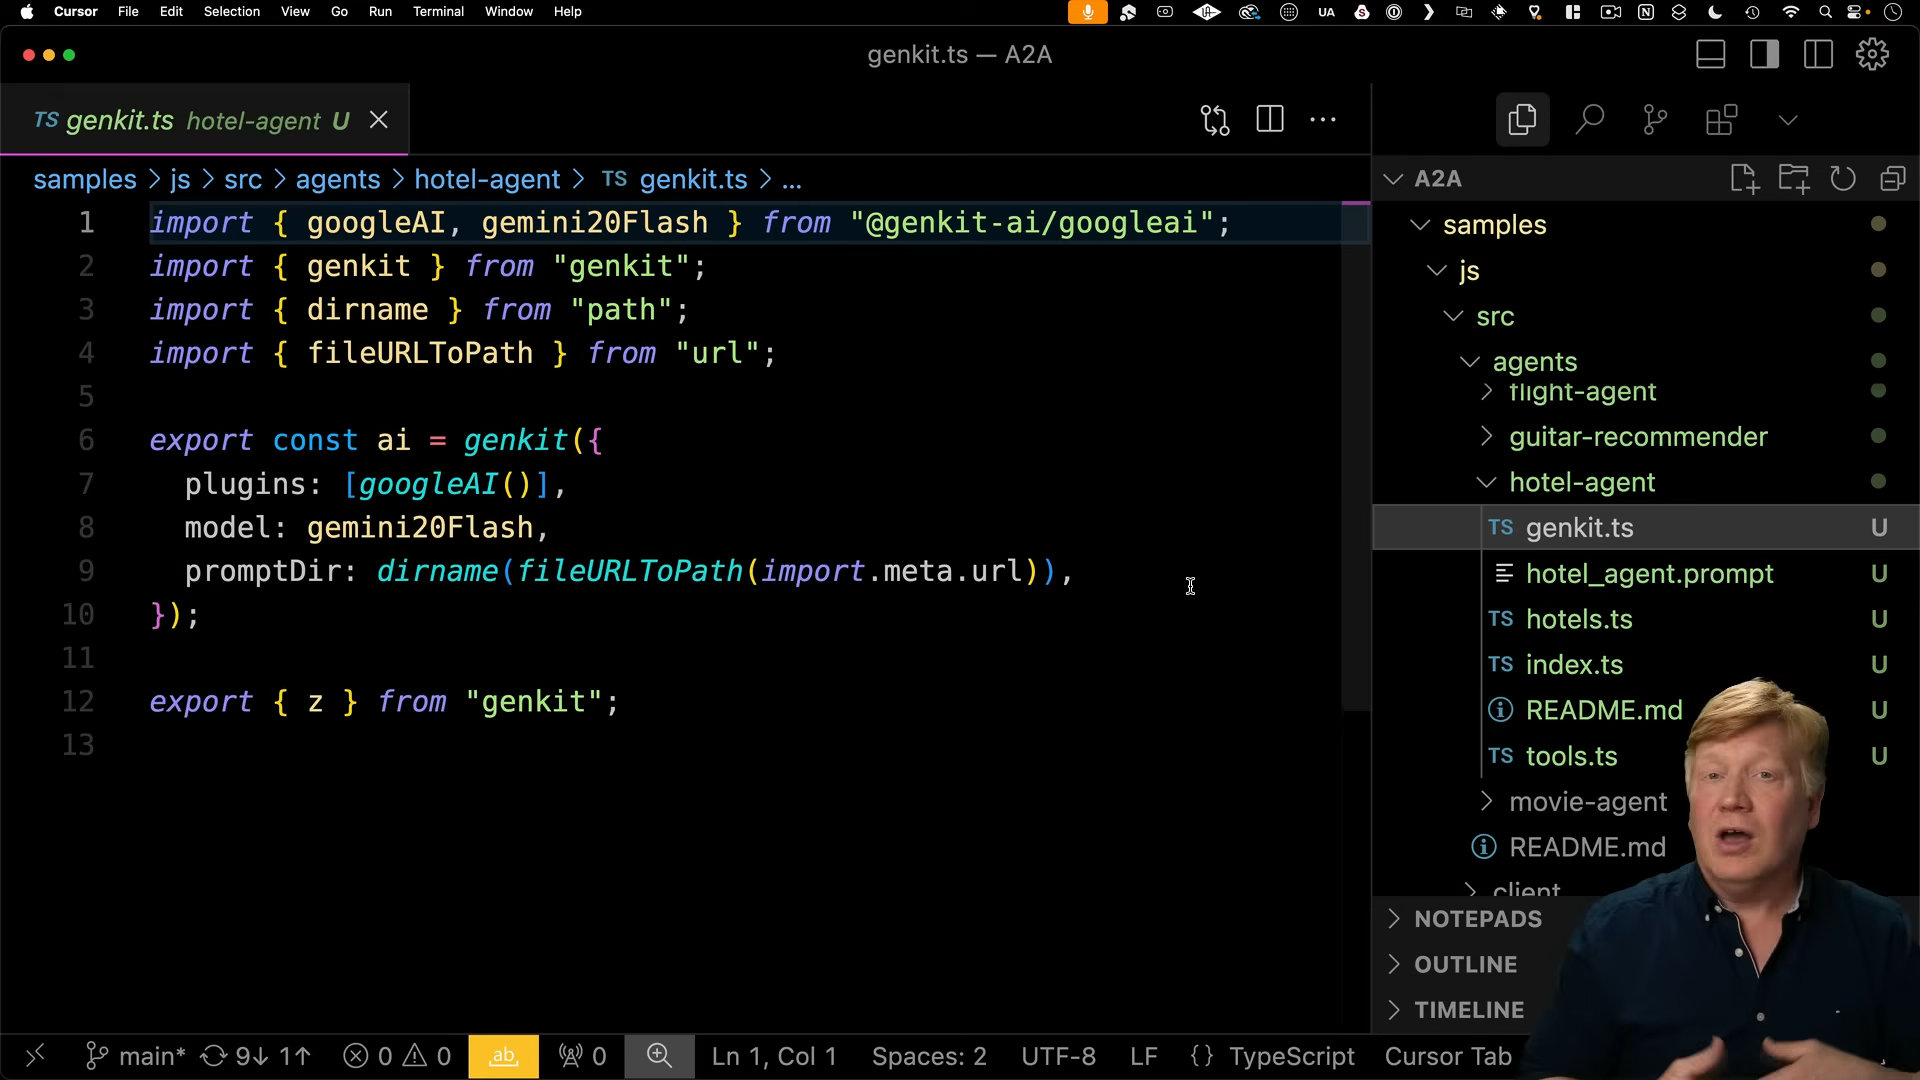 Cursor File Edit Selection View Go Run Terminal Window Help UA
genkit.ts — A2A
TS genkit.ts hotel-agent U
samples > js > src > agents > hotel-agent > TS genkit.ts > ...
1 import { googleAI, gemini20Flash } from "@genkit-ai/googleai";
2 import { genkit } from "genkit";
3 import { dirname } from "path";
4 import { fileURLToPath } from "url";
5
6 export const ai = genkit({
7 plugins: [googleAI()],
8 model: gemini20Flash,
9 promptDir: dirname(fileURLToPath(import.meta.url)),
10 });
11
12 export { z } from "genkit";
13
A2A
samples
js
src
agents
flight-agent
guitar-recommender
hotel-agent
TS genkit.ts U
hotel_agent.prompt U
TS hotels.ts U
TS index.ts U
README.md U
TS tools.ts U
movie-agent
README.md
client
NOTEPADS
OUTLINE
TIMELINE
main* 9↓ 1↑ 0 0 ab 0 Ln 1, Col 1 Spaces: 2 UTF-8 LF {} TypeScript Cursor Tab